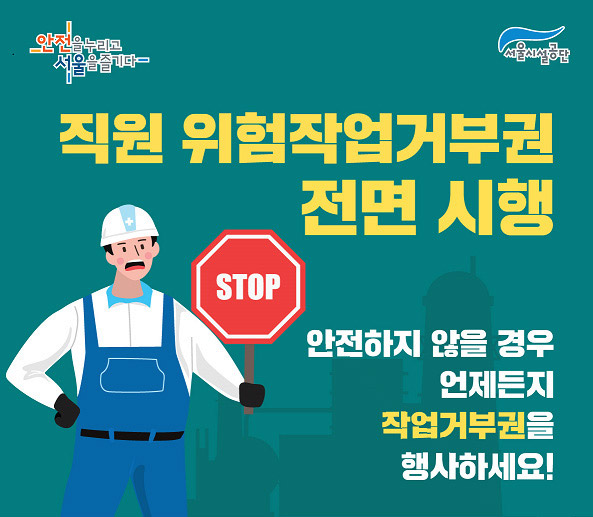 안전을누리고
서울을즐기다
서울시설공단
직원 위험작업거부권
전면 시행
STOP
안전하지 않을 경우
언제든지
작업거부권을
행사하세요!